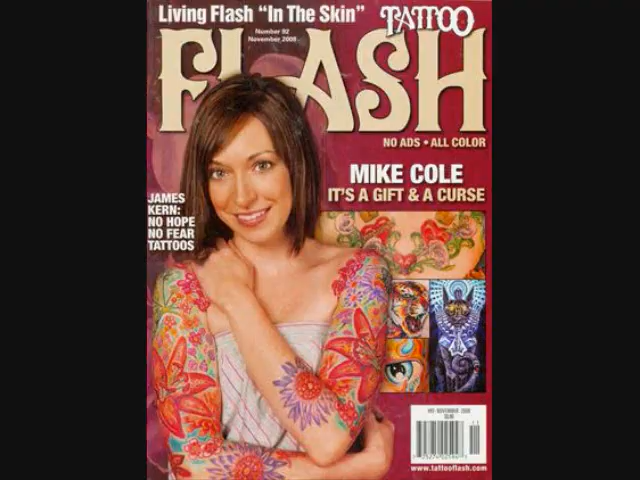 Living Flash "In The Skin"
TATTOO
Number 92
November 2008
FLASH
NO ADS • ALL COLOR
MIKE COLE
IT'S A GIFT & A CURSE
JAMES
KERN:
NO HOPE
NO FEAR
TATTOOS
www.tattooflash.com